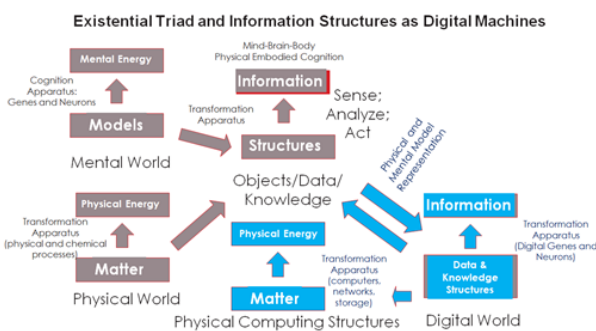 Existential Triad and Information Structures as Digital Machines
Mental Energy
Cognition
Apparatus:
Genes and Neurons
Models
Mental World
Mind-Brain-Body
Physical Embodied Cognition
Information
Transformation
Apparatus
Sense;
Analyze;
Act
Structures
Objects/Data/
Knowledge
Physical and
Mental Model
Representation
Physical Energy
Transformation
Apparatus
(physical and chemical
processes)
Matter
Physical World
Physical Energy
Transformation
Apparatus
(computers,
networks,
storage)
Matter
Physical Computing Structures
Information
Transformation
Apparatus
(Digital Genes and
Neurons)
Data &
Knowledge
Structures
Digital World